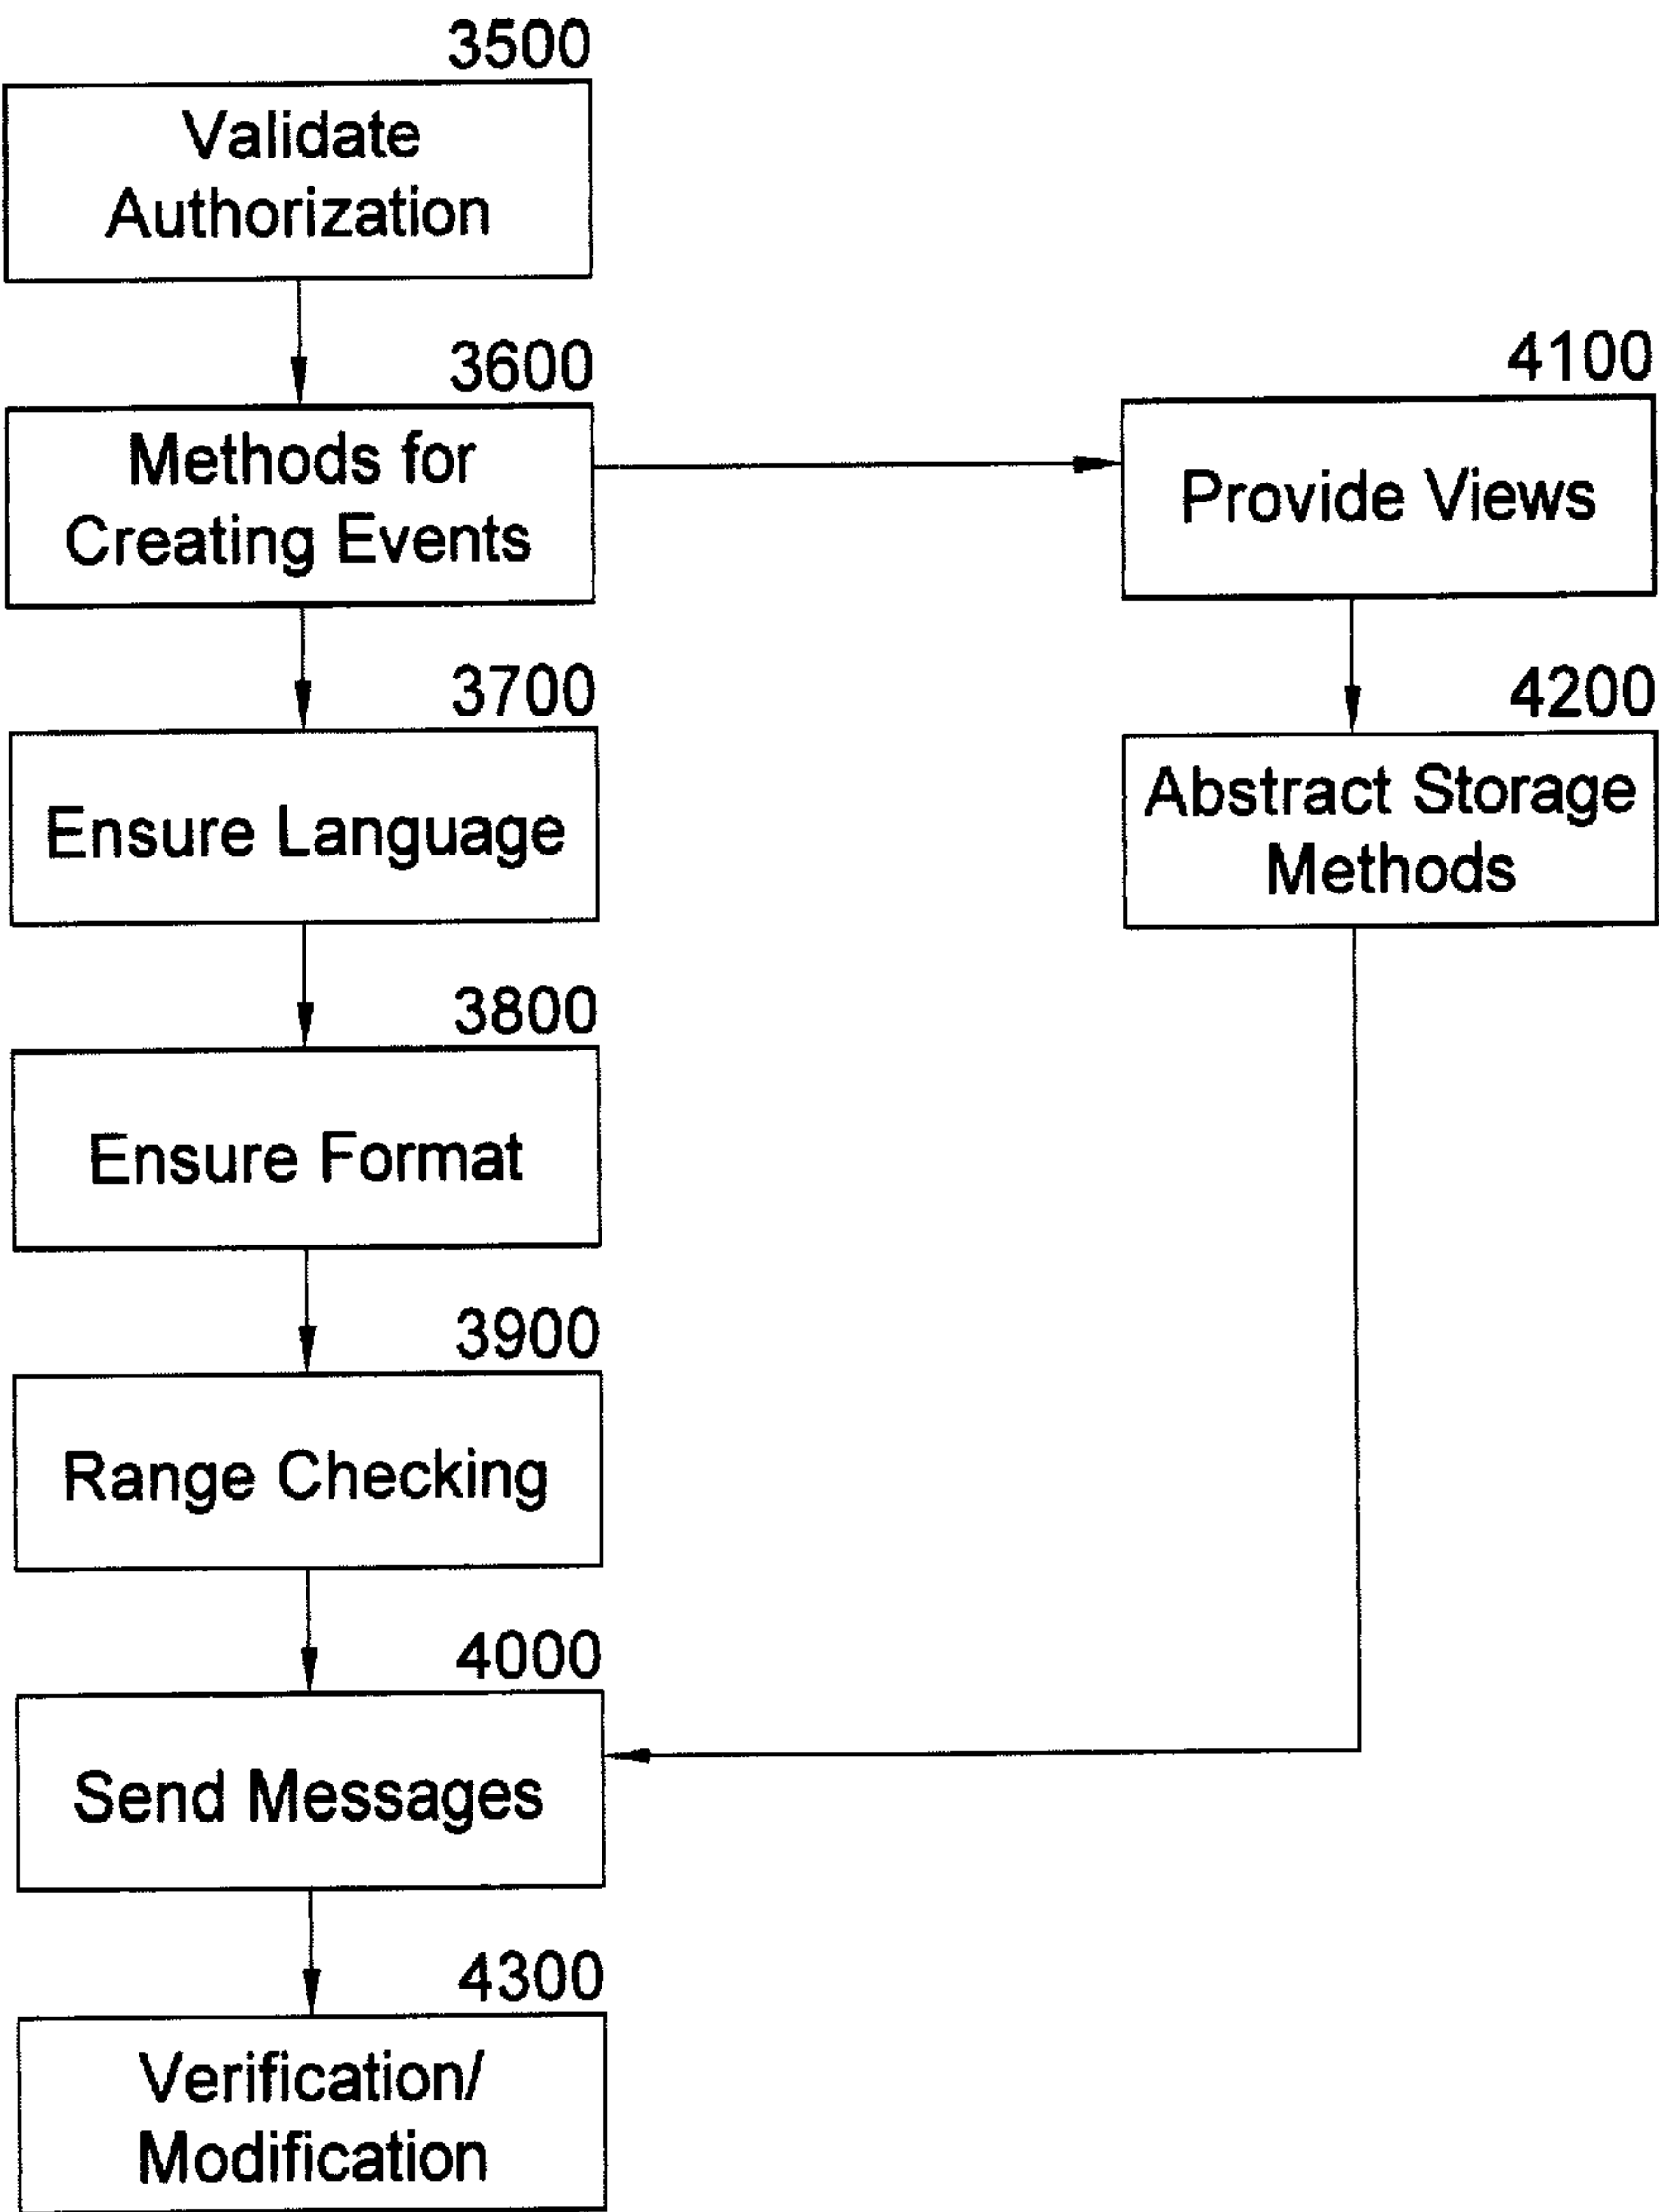 3500
Validate
Authorization
3600
Methods for
Creating Events
4100
Provide Views
3700
Ensure Language
4200
Abstract Storage
Methods
3800
Ensure Format
3900
Range Checking
4000
Send Messages
4300
Verification/
Modification